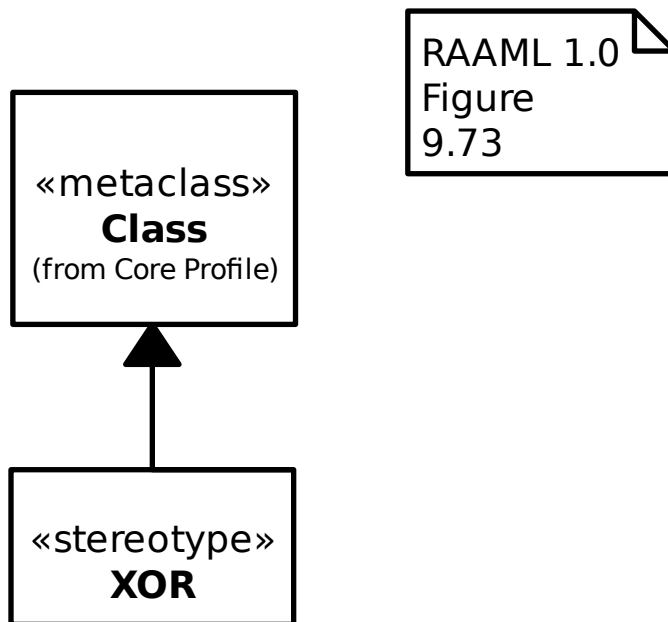 RAAML 1.0
Figure
9.73
«metaclass»
Class
(from Core Profile)
«stereotype»
XOR